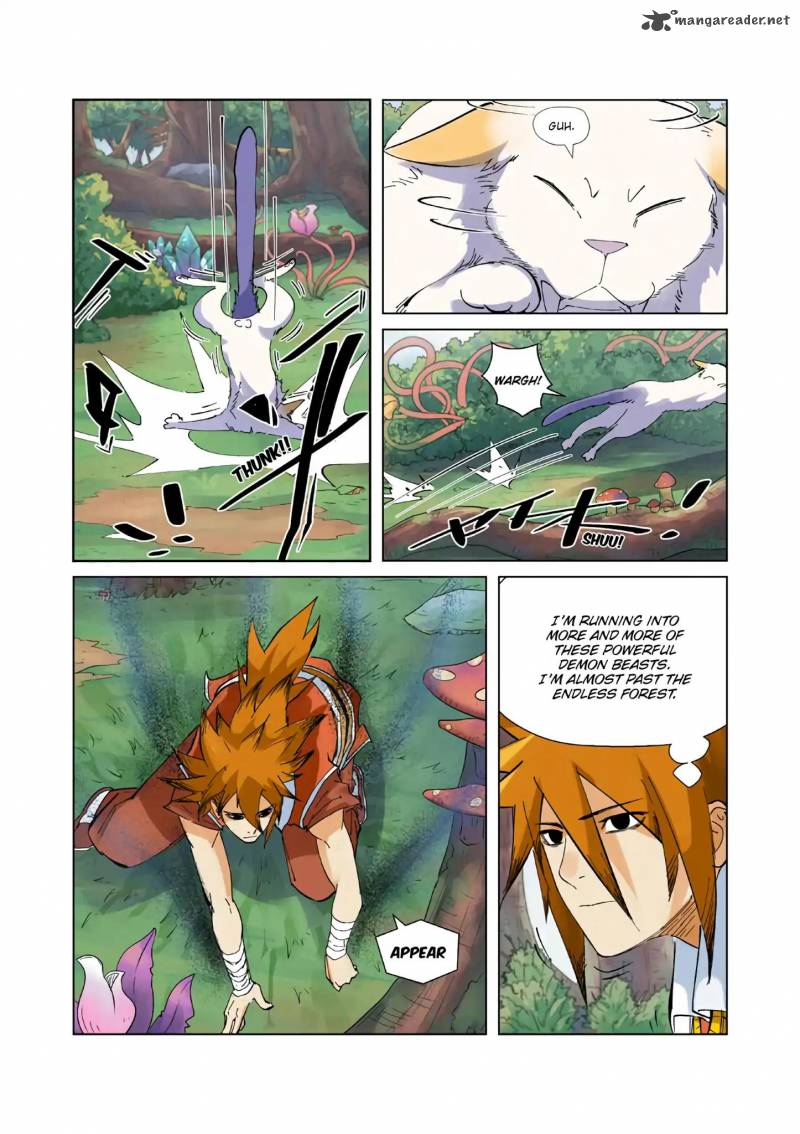 mangareader.net
THUNK!!
GUH.
WARGH!
SHUU!
APPEAR
I'M RUNNING INTO
MORE AND MORE OF
THESE POWERFUL
DEMON BEASTS.
I'M ALMOST PAST THE
ENDLESS FOREST.